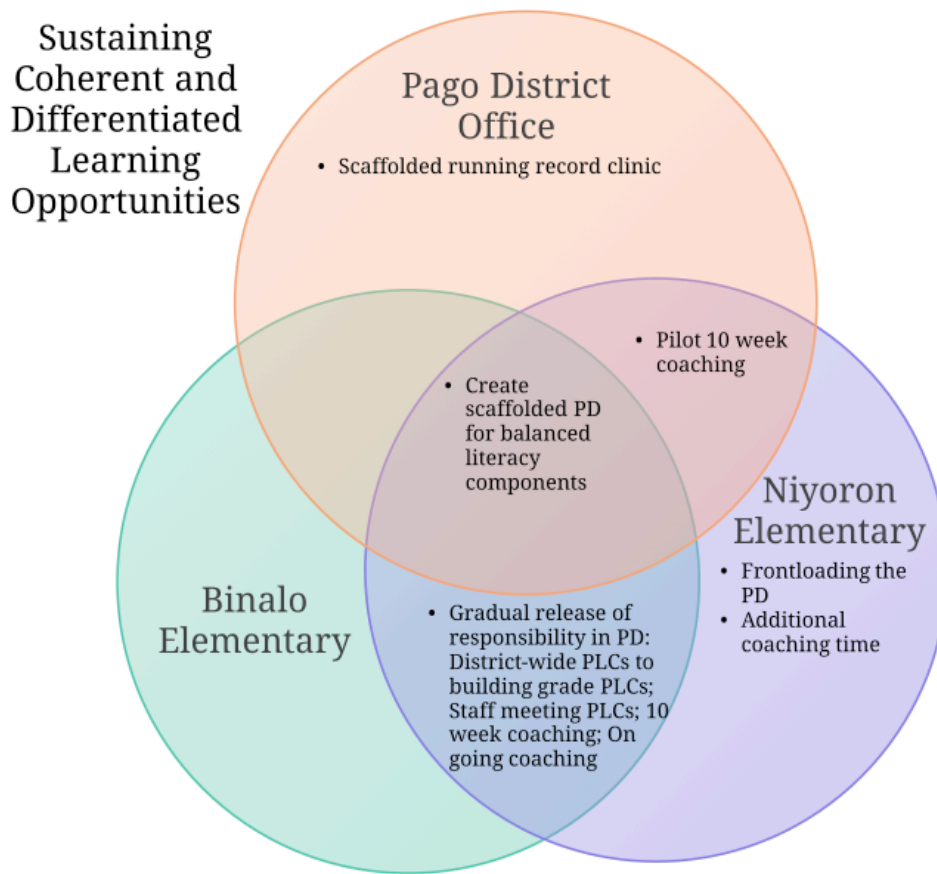 Sustaining
Coherent and
Differentiated
Learning
Opportunities
Pago District
Office
• Scaffolded running record clinic
• Pilot 10 week
coaching
• Create
scaffolded PD
for balanced
literacy
components
Niyoron
Elementary
• Frontloading the
PD
• Additional
coaching time
Binalo
Elementary
• Gradual release of
responsibility in PD:
District-wide PLCs to
building grade PLCs;
Staff meeting PLCs; 10
week coaching; On
going coaching